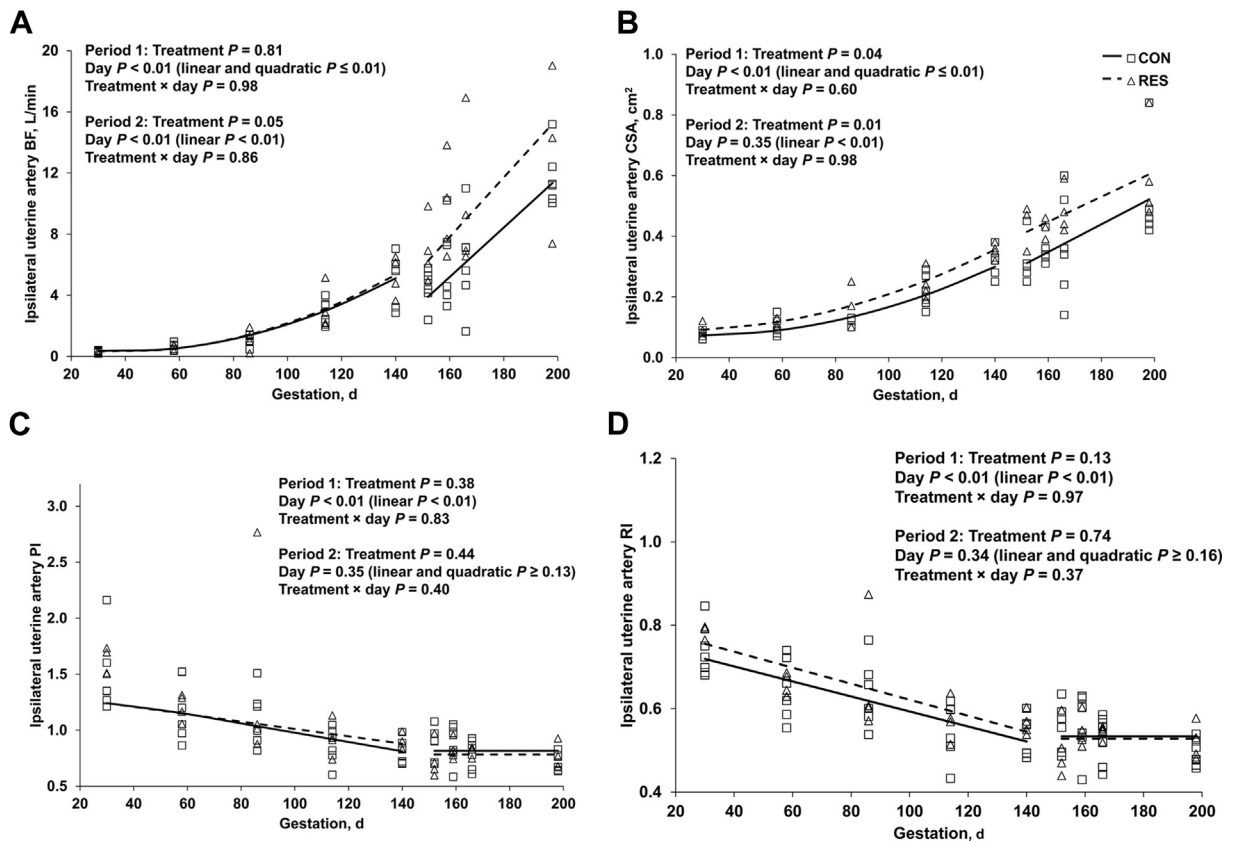 A
Period 1: Treatment P = 0.81
Day P < 0.01 (linear and quadratic P ≤ 0.01)
Treatment × day P = 0.98
Period 2: Treatment P = 0.05
Day P < 0.01 (linear P < 0.01)
Treatment × day P = 0.86
Ipsilateral uterine artery BF, L/min
20
16
12
8
4
0
20 40 60 80 100 120 140 160 180 200
Gestation, d
B
Period 1: Treatment P = 0.04
Day P < 0.01 (linear and quadratic P ≤ 0.01)
Treatment × day P = 0.60
Period 2: Treatment P = 0.01
Day P = 0.35 (linear P < 0.01)
Treatment × day P = 0.98
CON
RES
Ipsilateral uterine artery CSA, cm²
1.0
0.8
0.6
0.4
0.2
0.0
20 40 60 80 100 120 140 160 180 200
Gestation, d
C
Period 1: Treatment P = 0.38
Day P < 0.01 (linear P < 0.01)
Treatment × day P = 0.83
Period 2: Treatment P = 0.44
Day P = 0.35 (linear and quadratic P ≥ 0.13)
Treatment × day P = 0.40
Ipsilateral uterine artery PI
3.0
2.5
2.0
1.5
1.0
0.5
20 40 60 80 100 120 140 160 180 200
Gestation, d
D
Period 1: Treatment P = 0.13
Day P < 0.01 (linear P < 0.01)
Treatment × day P = 0.97
Period 2: Treatment P = 0.74
Day P = 0.34 (linear and quadratic P ≥ 0.16)
Treatment × day P = 0.37
Ipsilateral uterine artery RI
1.2
1.0
0.8
0.6
0.4
20 40 60 80 100 120 140 160 180 200
Gestation, d